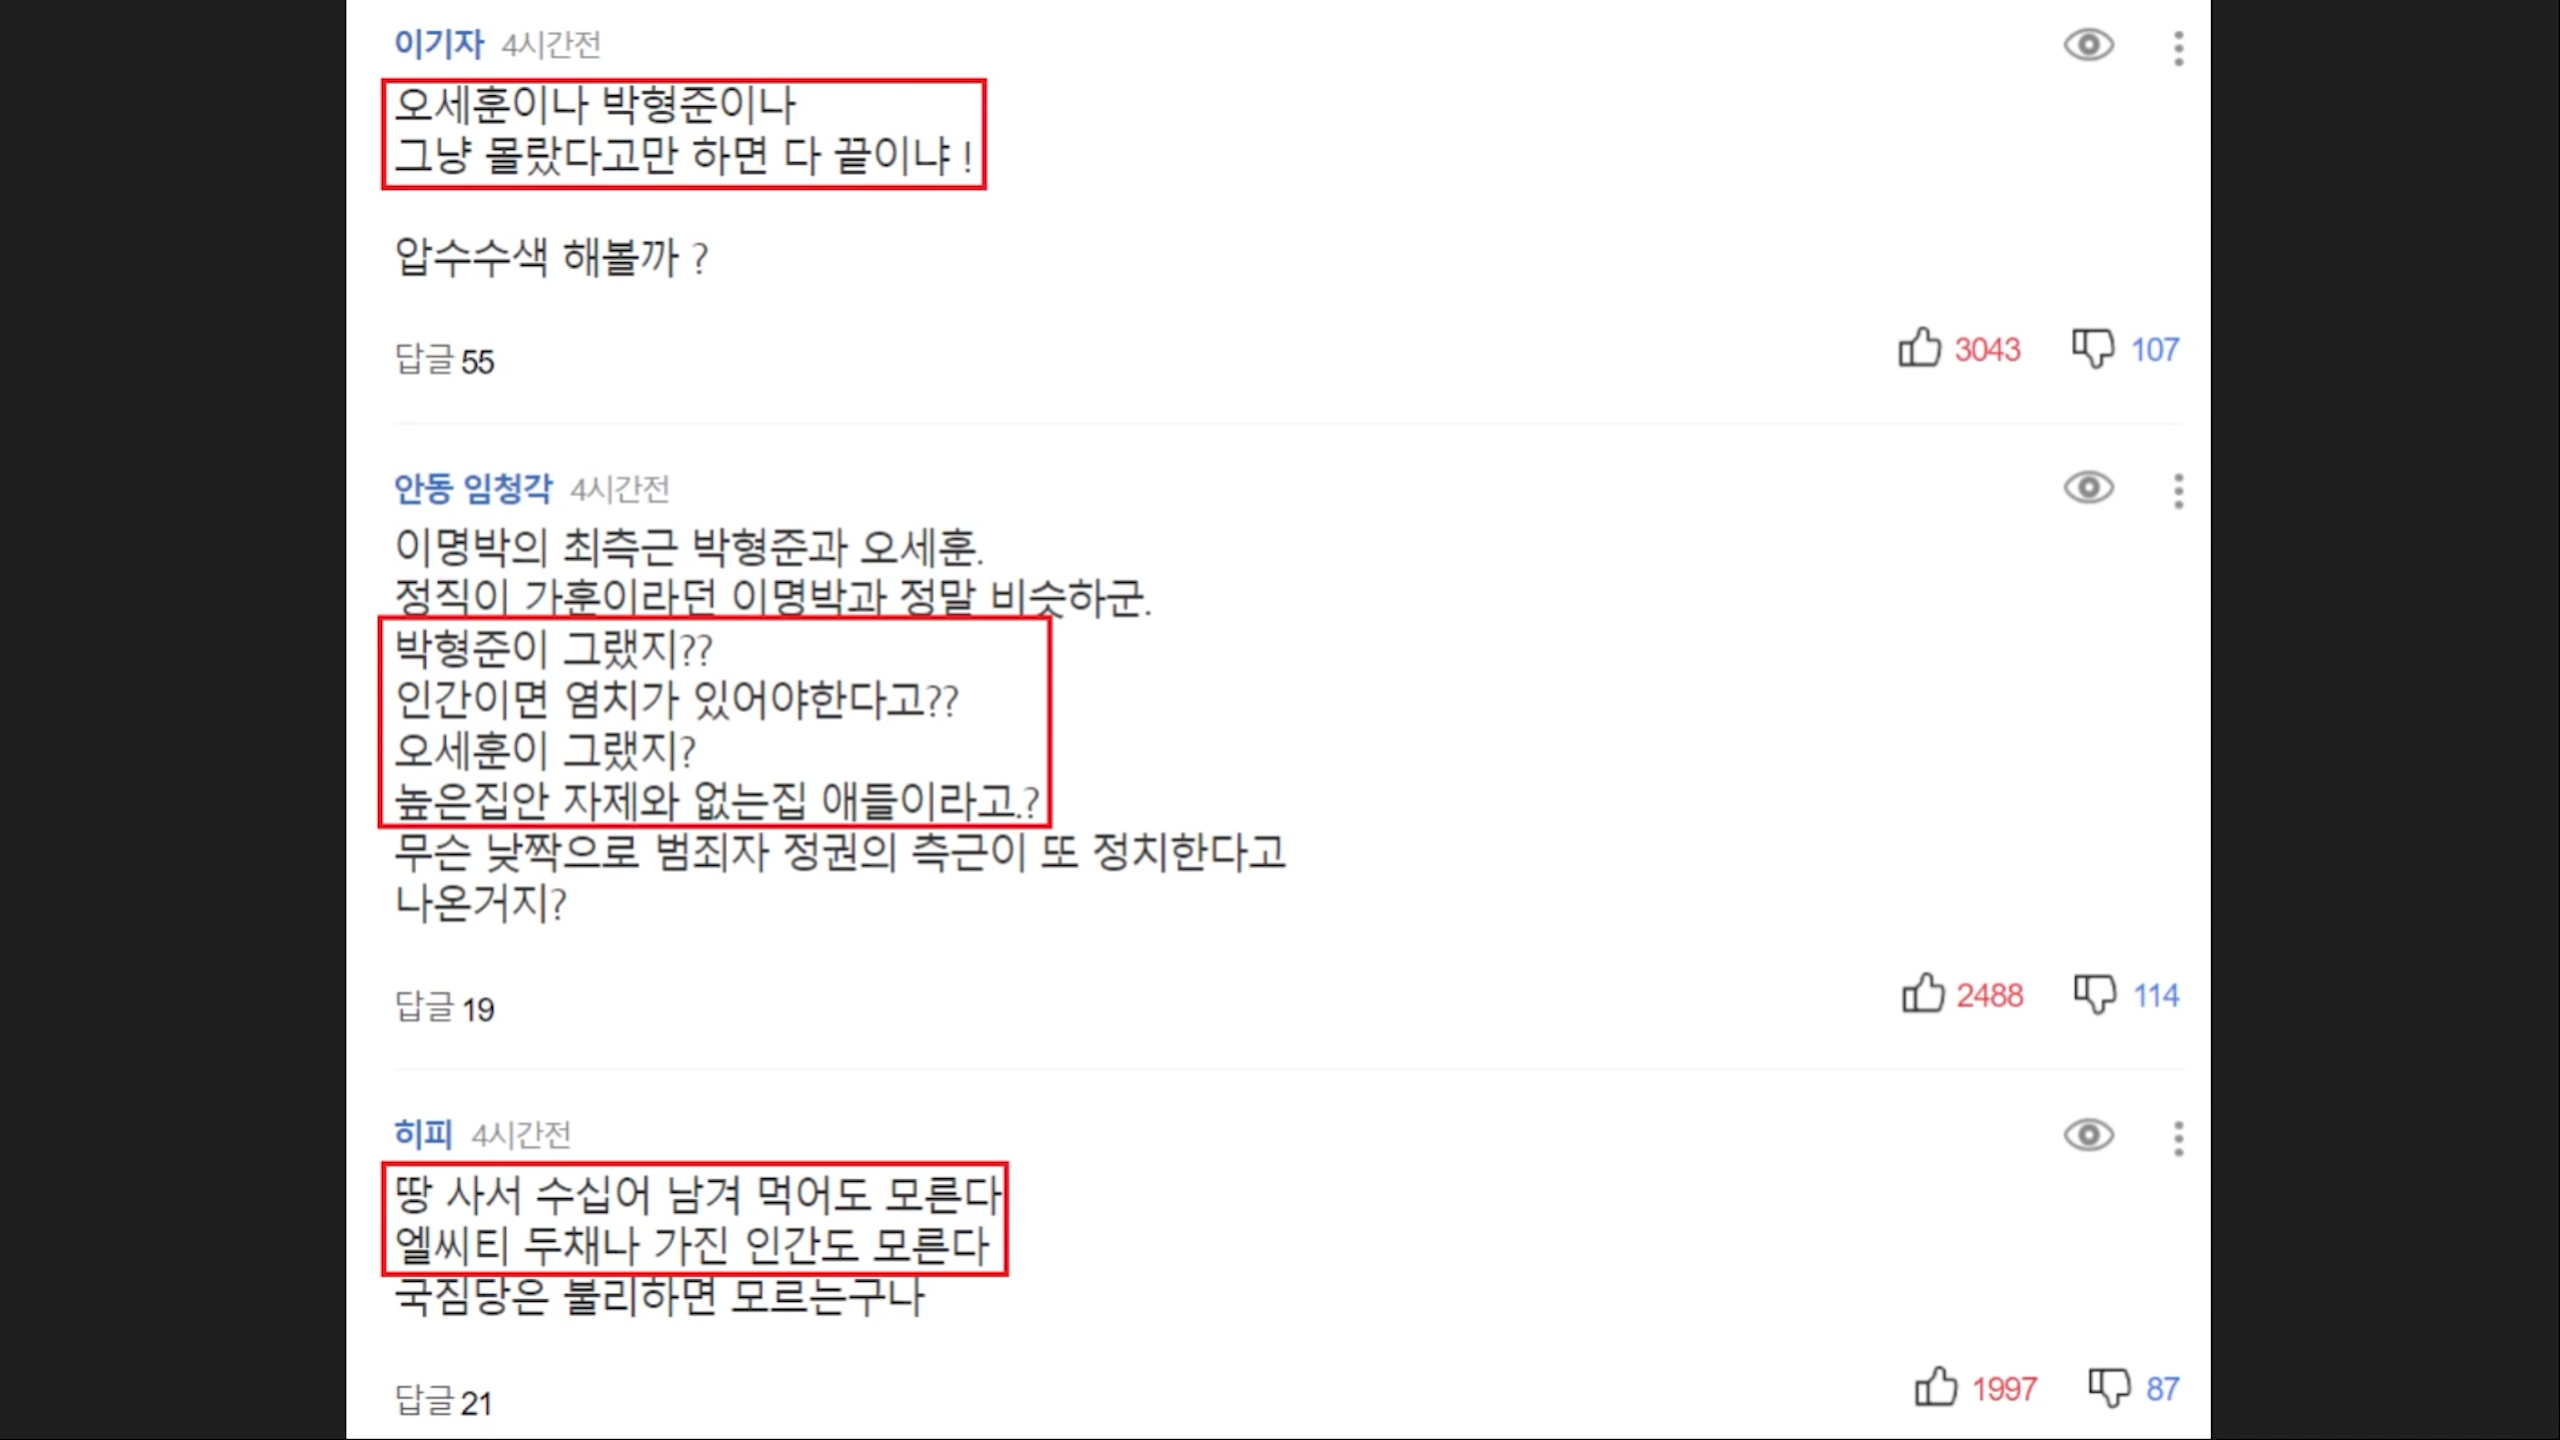 이기자 4시간전
오세훈이나 박형준이나
그냥 몰랐다고만 하면 다 끝이냐 !
압수수색 해볼까 ?
답글 55
3043 107
안동 임청각 4시간전
이명박의 최측근 박형준과 오세훈.
정직이 가훈이라던 이명박과 정말 비슷하군.
박형준이 그랬지??
인간이면 염치가 있어야한다고??
오세훈이 그랬지?
높은집안 자제와 없는집 애들이라고.?
무슨 낯짝으로 범죄자 정권의 측근이 또 정치한다고
나온거지?
답글 19
2488 114
히피 4시간전
땅 사서 수십어 남겨 먹어도 모른다
엘씨티 두채나 가진 인간도 모른다
국짐당은 불리하면 모르는구나
답글 21
1997 87